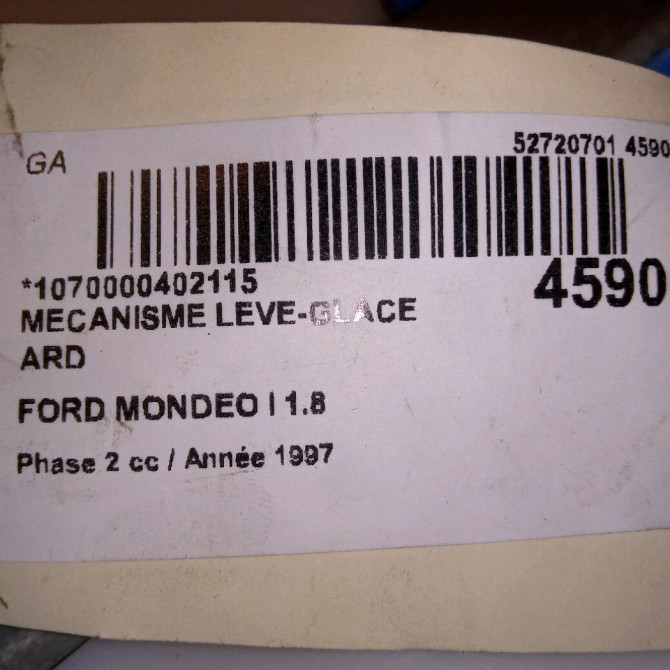 GA
52720701 4590
*1070000402115
4590
MECANISME LEVE-GLACE
ARD
FORD MONDEO I 1.8
Phase 2 cc / Année 1997